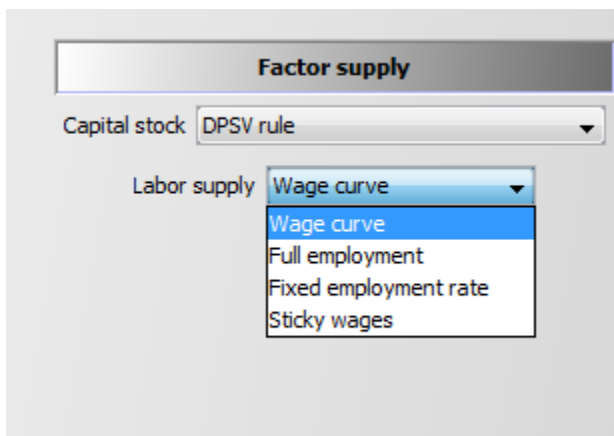 Factor supply
Capital stock DPSV rule
Labor supply Wage curve
Wage curve
Full employment
Fixed employment rate
Sticky wages